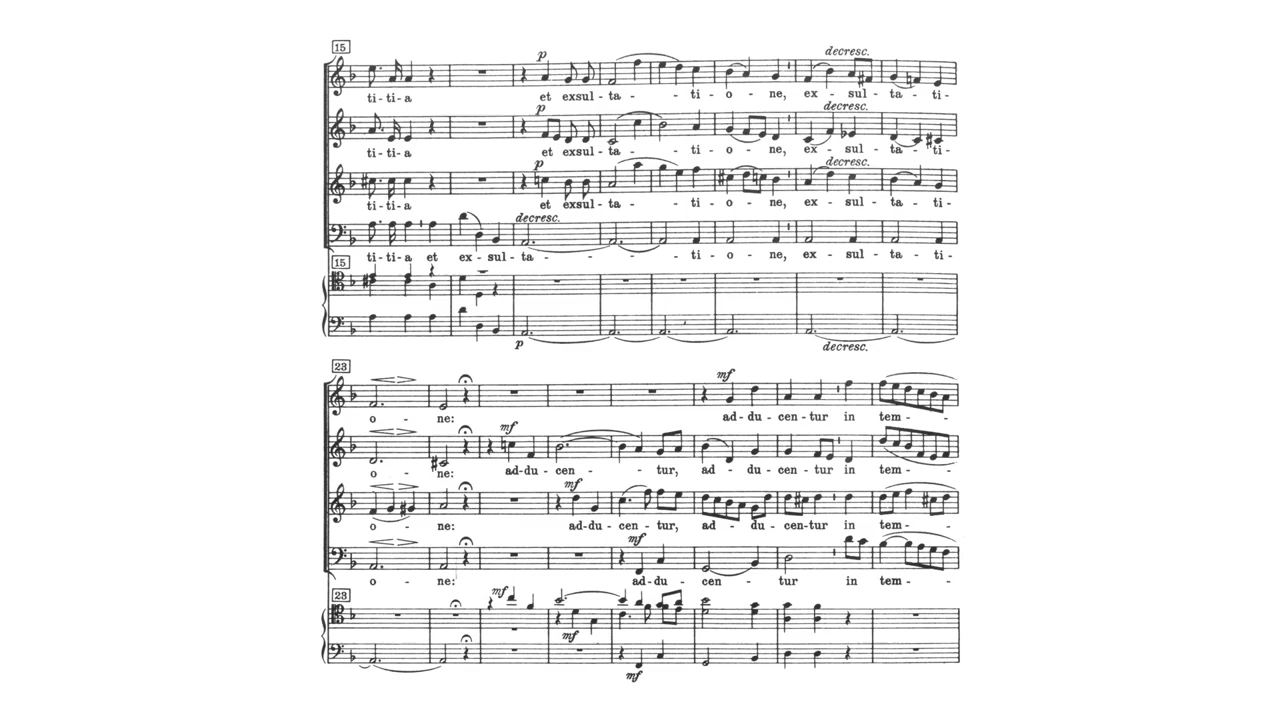 15
decresc.
p
ti-ti-a et exsul-ta - - ti - o - ne, ex - sul - ta - ti-
p
decresc.
ti-ti-a et exsul-ta - - ti - o - ne, ex - sul - ta - ti-
p
decresc.
ti-ti-a et exsul-ta - - ti - o - ne, ex - sul - ta - ti-
decresc.
ti-ti-a et ex-sul-ta - - - ti - o - ne, ex - sul - ta - ti-
15
p
decresc.
23
mf
o - ne: ad-du-cen-tur in tem - -
mf
o - ne: ad-du-cen - - tur, ad - du-cen-tur in tem - -
mf
o - ne: ad-du-cen-tur, ad - du-cen-tur in tem - -
mf
o - ne: ad-du - cen - tur in tem - -
23
mf
mf
mf